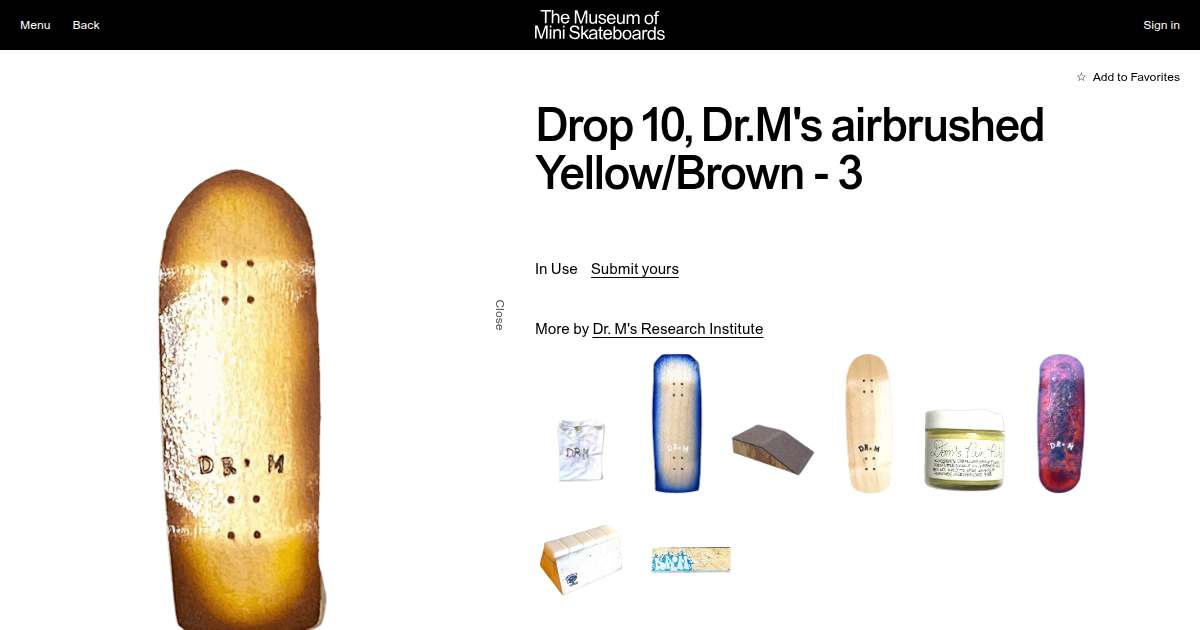 Menu
Back
The Museum of
Mini Skateboards
Sign in
☆ Add to Favorites
Drop 10, Dr.M's airbrushed
Yellow/Brown - 3
In Use
Submit yours
Close
More by Dr. M's Research Institute
DR. M
DR M
DR. M
DR. M
Dom's
DR. M